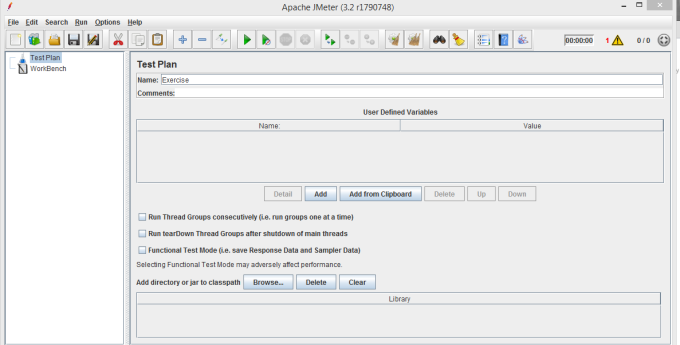 Apache JMeter (3.2 r1790748)
File Edit Search Run Options Help
00:00:00 1 0 / 0
Test Plan
WorkBench
Test Plan
Name: Exercise
Comments:
User Defined Variables
Name: Value
Detail Add Add from Clipboard Delete Up Down
Run Thread Groups consecutively (i.e. run groups one at a time)
Run tearDown Thread Groups after shutdown of main threads
Functional Test Mode (i.e. save Response Data and Sampler Data)
Selecting Functional Test Mode may adversely affect performance.
Add directory or jar to classpath Browse... Delete Clear
Library